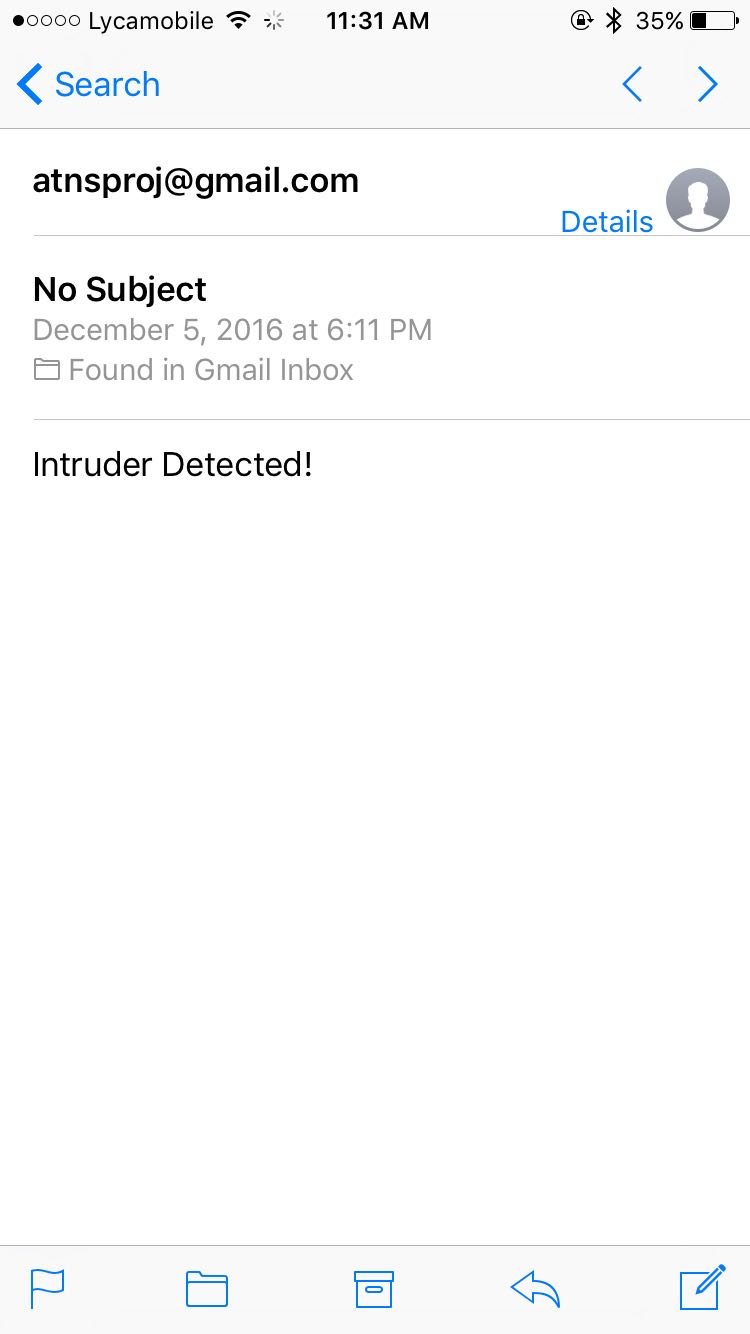 Lycamobile 11:31 AM 35%
Search
atnsproj@gmail.com
Details
No Subject
December 5, 2016 at 6:11 PM
Found in Gmail Inbox
Intruder Detected!